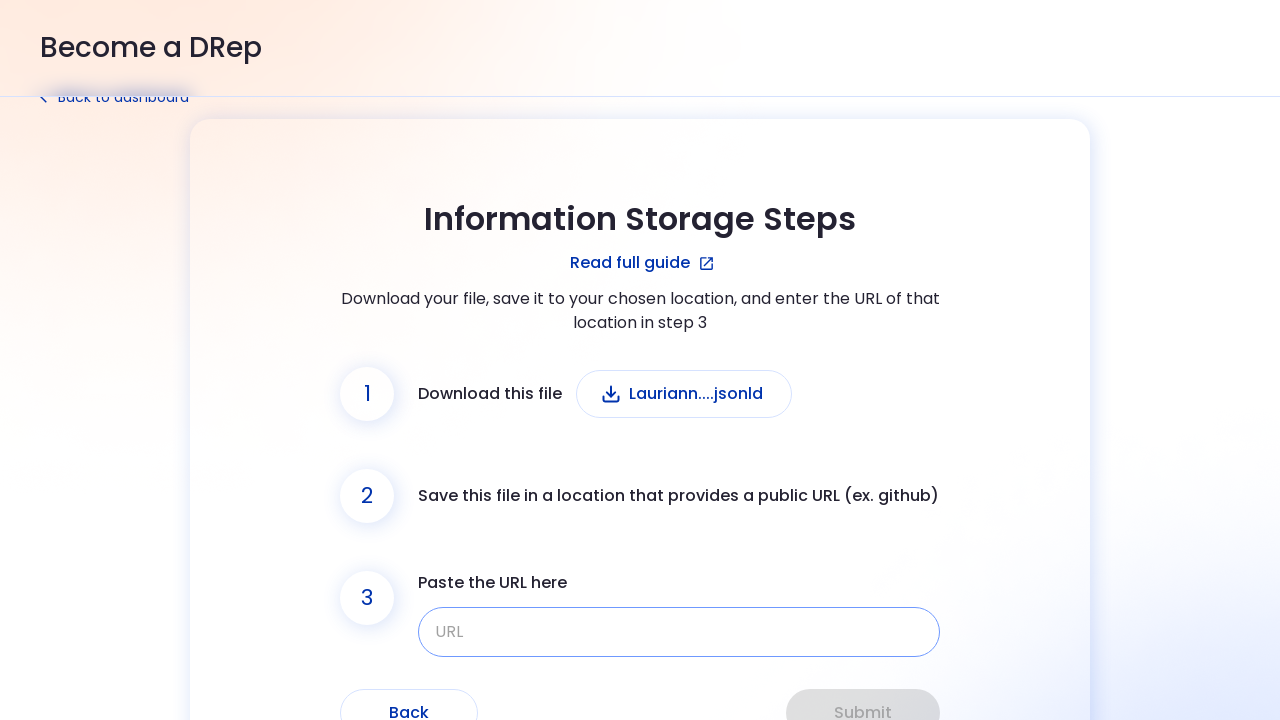 Become a DRep
Back to dashboard
Information Storage Steps
Read full guide
Download your file, save it to your chosen location, and enter the URL of that
location in step 3
1
Download this file
Lauriann....jsonld
2
Save this file in a location that provides a public URL (ex. github)
3
Paste the URL here
URL
Back
Submit